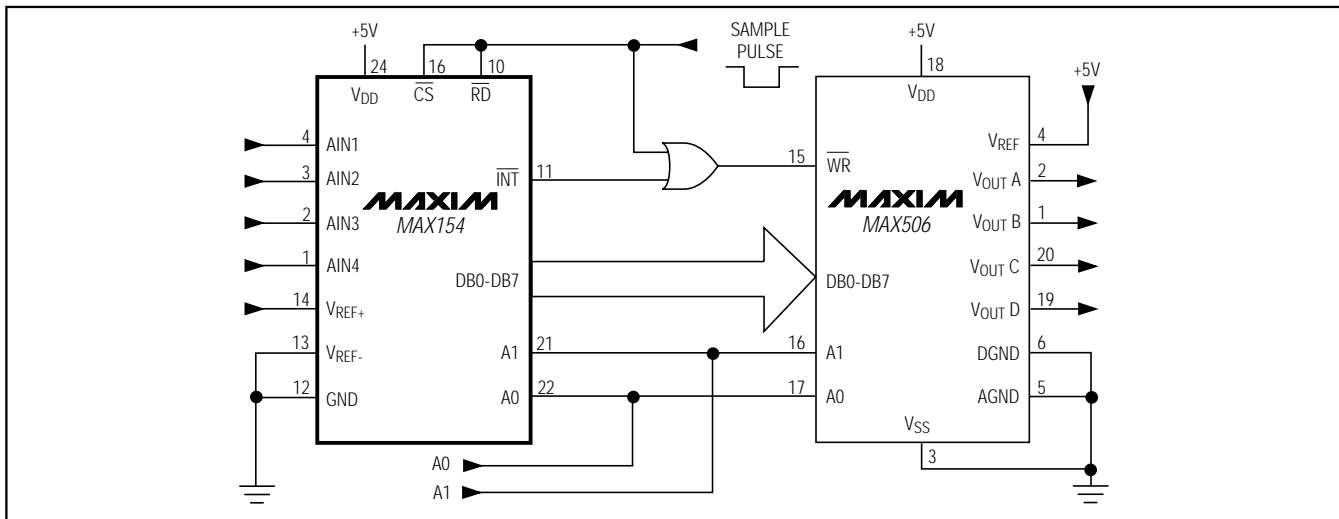 +5V
24
16
10
SAMPLE
PULSE
+5V
18
+5V
VDD
CS
RD
VDD
4 AIN1
3 AIN2
2 AIN3
1 AIN4
14 VREF+
13 VREF-
12 GND
MAXIM
MAX154
INT 11
DB0-DB7
A1 21
A0 22
A0
A1
15 WR
MAXIM
MAX506
DB0-DB7
16 A1
17 A0
VREF 4
VOUT A 2
VOUT B 1
VOUT C 20
VOUT D 19
DGND 6
AGND 5
VSS
3